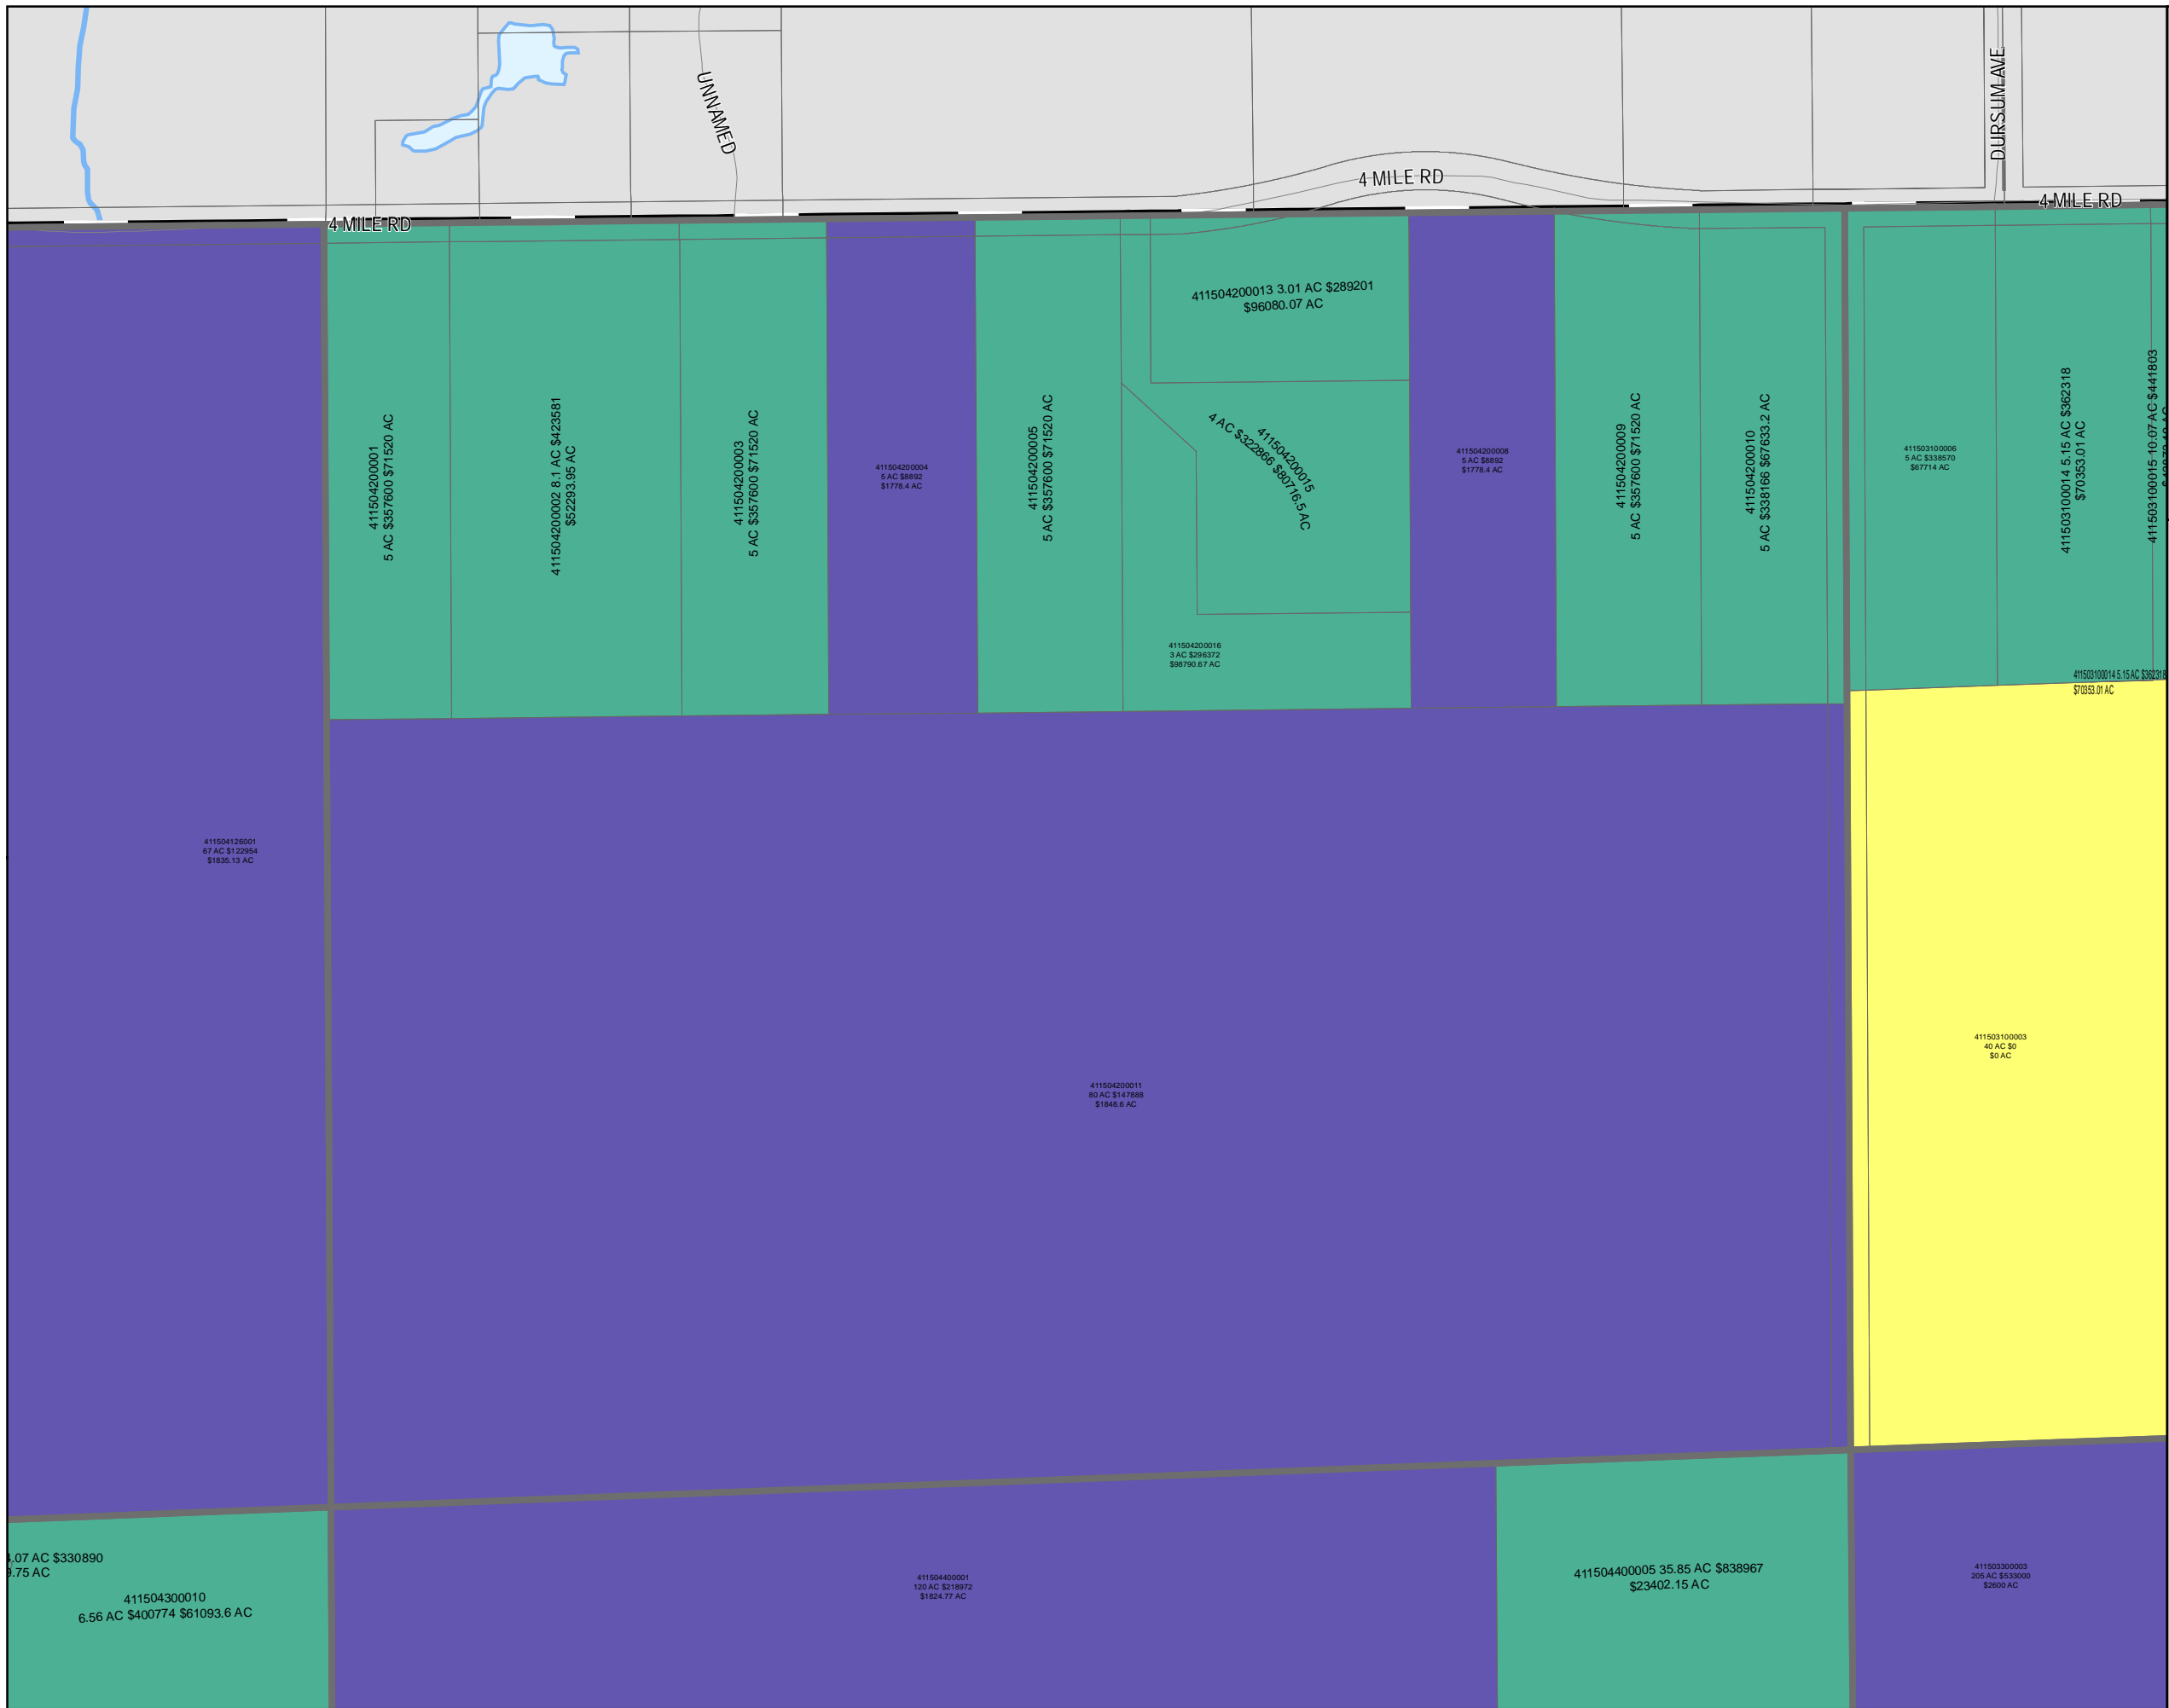 UNNAMED
DURSUM AVE
4 MILE RD
4 MILE RD
4 MILE RD
411504200013 3.01 AC $289201
$96080.07 AC
411504200001
5 AC $357600 $71520 AC
411504200002 8.1 AC $423581
$52293.95 AC
411504200003
5 AC $357600 $71520 AC
411504200004
5 AC $8892
$1778.4 AC
411504200005
5 AC $357600 $71520 AC
411504200015
4 AC $322866 $80716.5 AC
411504200008
5 AC $8892
$1778.4 AC
411504200009
5 AC $357600 $71520 AC
411504200010
5 AC $338166 $67633.2 AC
411503100006
5 AC $338570
$67714 AC
411503100014 5.15 AC $362318
$70353.01 AC
411503100015 10.07 AC $441803
411504200016
3 AC $296372
$98790.67 AC
411503100014 5.15 AC $362318
$70353.01 AC
411504126001
67 AC $122954
$1835.13 AC
411503100003
40 AC $0
$0 AC
411504200011
80 AC $147888
$1848.6 AC
.07 AC $330890
.75 AC
411504300010
6.56 AC $400774 $61093.6 AC
411504400001
120 AC $218972
$1824.77 AC
411504400005 35.85 AC $838967
$23402.15 AC
411503300003
205 AC $533000
$2600 AC